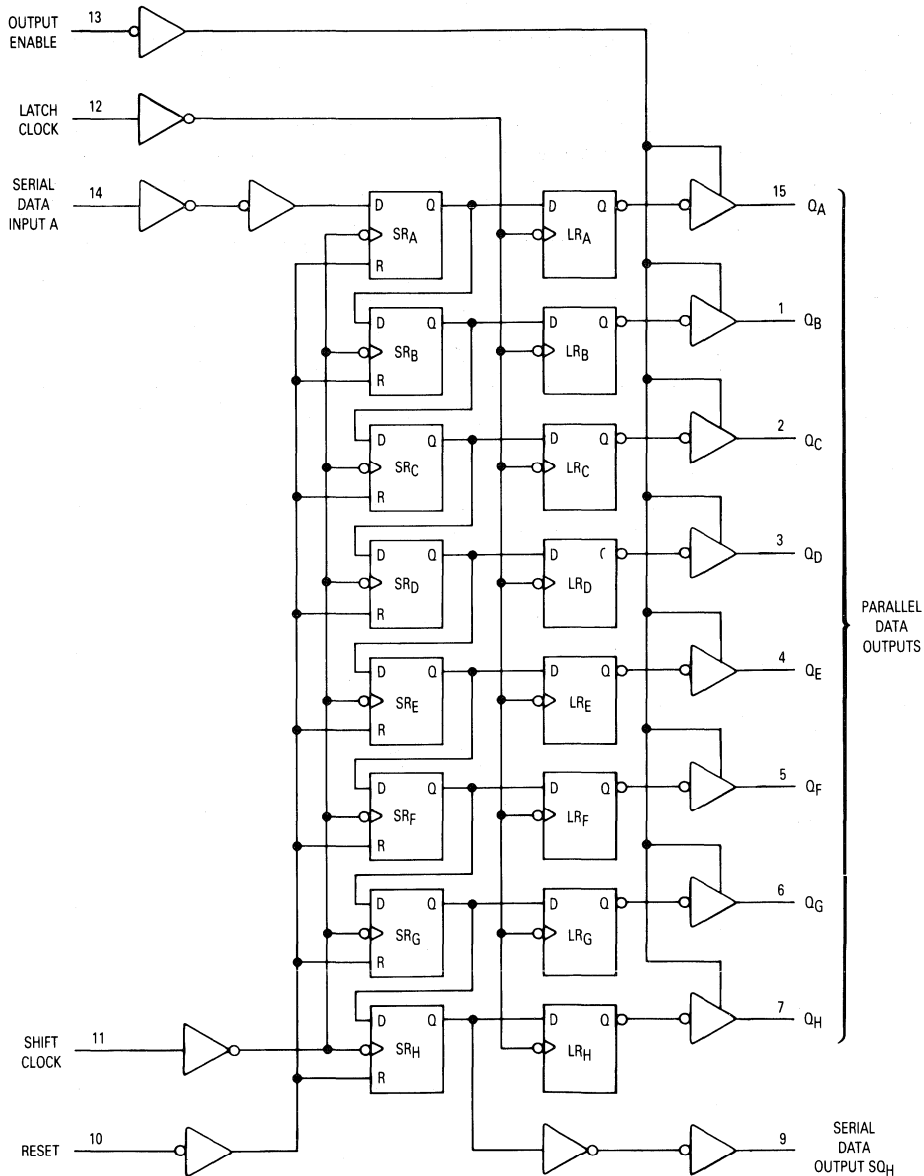 OUTPUT
ENABLE
13
LATCH
CLOCK
12
SERIAL
DATA
INPUT A
14
D Q
SRA
R
D Q
LRA
15
QA
D Q
SRB
R
D Q
LRB
1
QB
D Q
SRC
R
D Q
LRC
2
QC
D Q
SRD
R
D
LRD
3
QD
D Q
SRE
R
D Q
LRE
4
QE
D Q
SRF
R
D Q
LRF
5
QF
D Q
SRG
R
D Q
LRG
6
QG
D Q
SRH
R
D Q
LRH
7
QH
PARALLEL
DATA
OUTPUTS
SHIFT
CLOCK
11
RESET
10
9
SERIAL
DATA
OUTPUT SQH